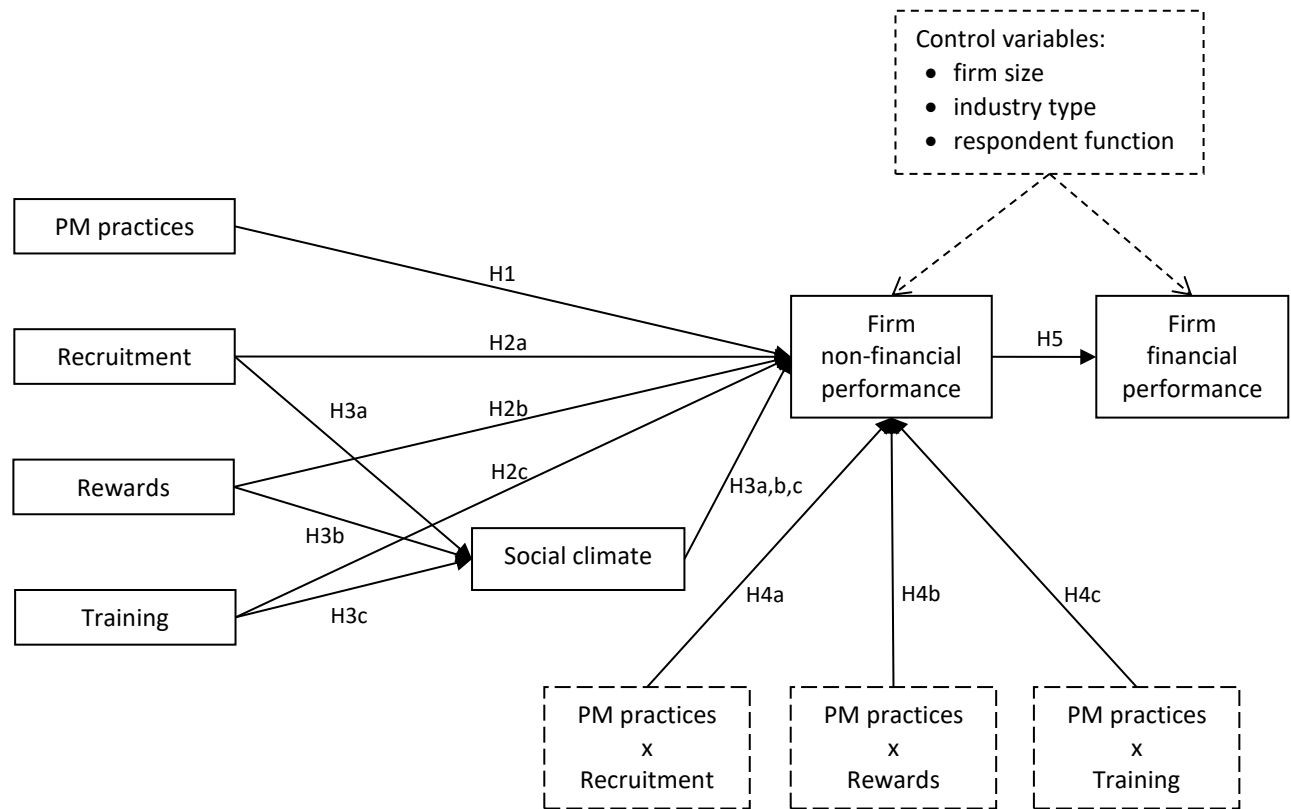 Control variables:
• firm size
• industry type
• respondent function
PM practices
H1
Recruitment
H2a
Firm
non-financial
performance
H5
Firm
financial
performance
H3a
H2b
Rewards
H2c
H3a,b,c
H3b
Social climate
Training
H3c
H4a
H4b
H4c
PM practices
x
Recruitment
PM practices
x
Rewards
PM practices
x
Training